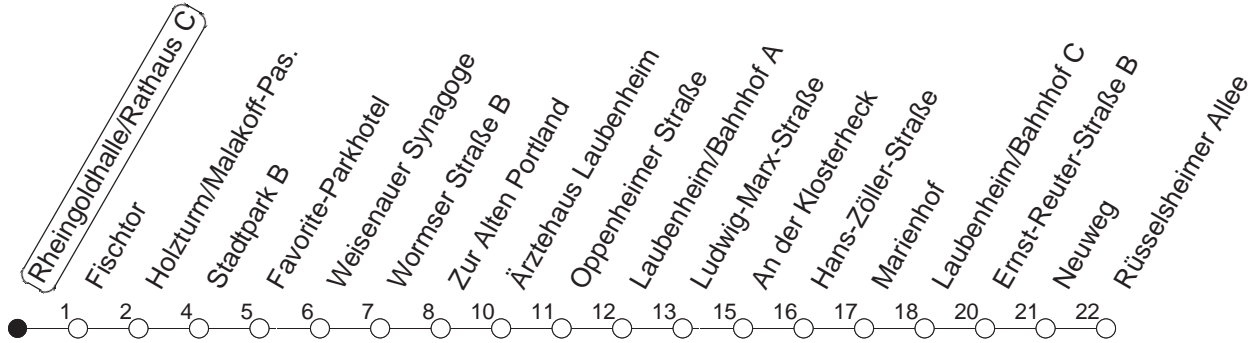 Rheingoldhalle/Rathaus C
Fischtor
Holzturm/Malakoff-Pas.
Stadtpark B
Favorite-Parkhotel
Weisenauer Synagoge
Wormser Straße B
Zur Alten Portland
Ärztehaus Laubenheim
Oppenheimer Straße
Laubenheim/Bahnhof A
Ludwig-Marx-Straße
An der Klosterheck
Hans-Zöller-Straße
Marienhof
Laubenheim/Bahnhof C
Ernst-Reuter-Straße B
Neuweg
Rüsselsheimer Allee
1 2 4 5 6 7 8 10 11 12 13 15 16 17 18 20 21 22